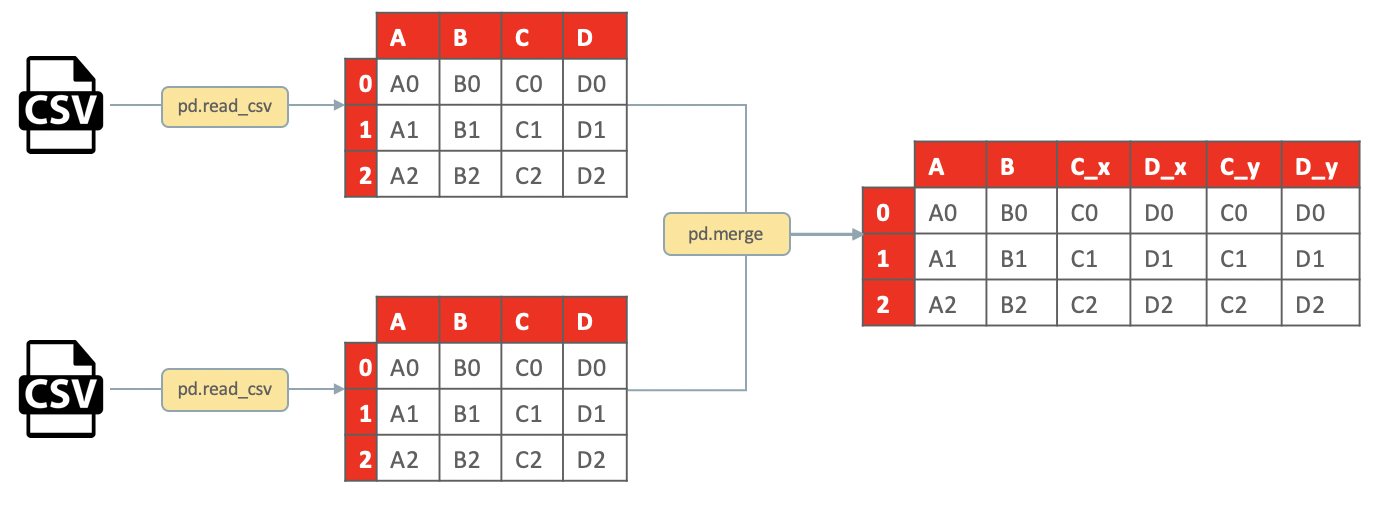 A B C D
0 A0 B0 C0 D0
CSV pd.read_csv
1 A1 B1 C1 D1
2 A2 B2 C2 D2
A B C_x D_x C_y D_y
0 A0 B0 C0 D0 C0 D0
pd.merge
1 A1 B1 C1 D1 C1 D1
2 A2 B2 C2 D2 C2 D2
A B C D
0 A0 B0 C0 D0
CSV pd.read_csv
1 A1 B1 C1 D1
2 A2 B2 C2 D2